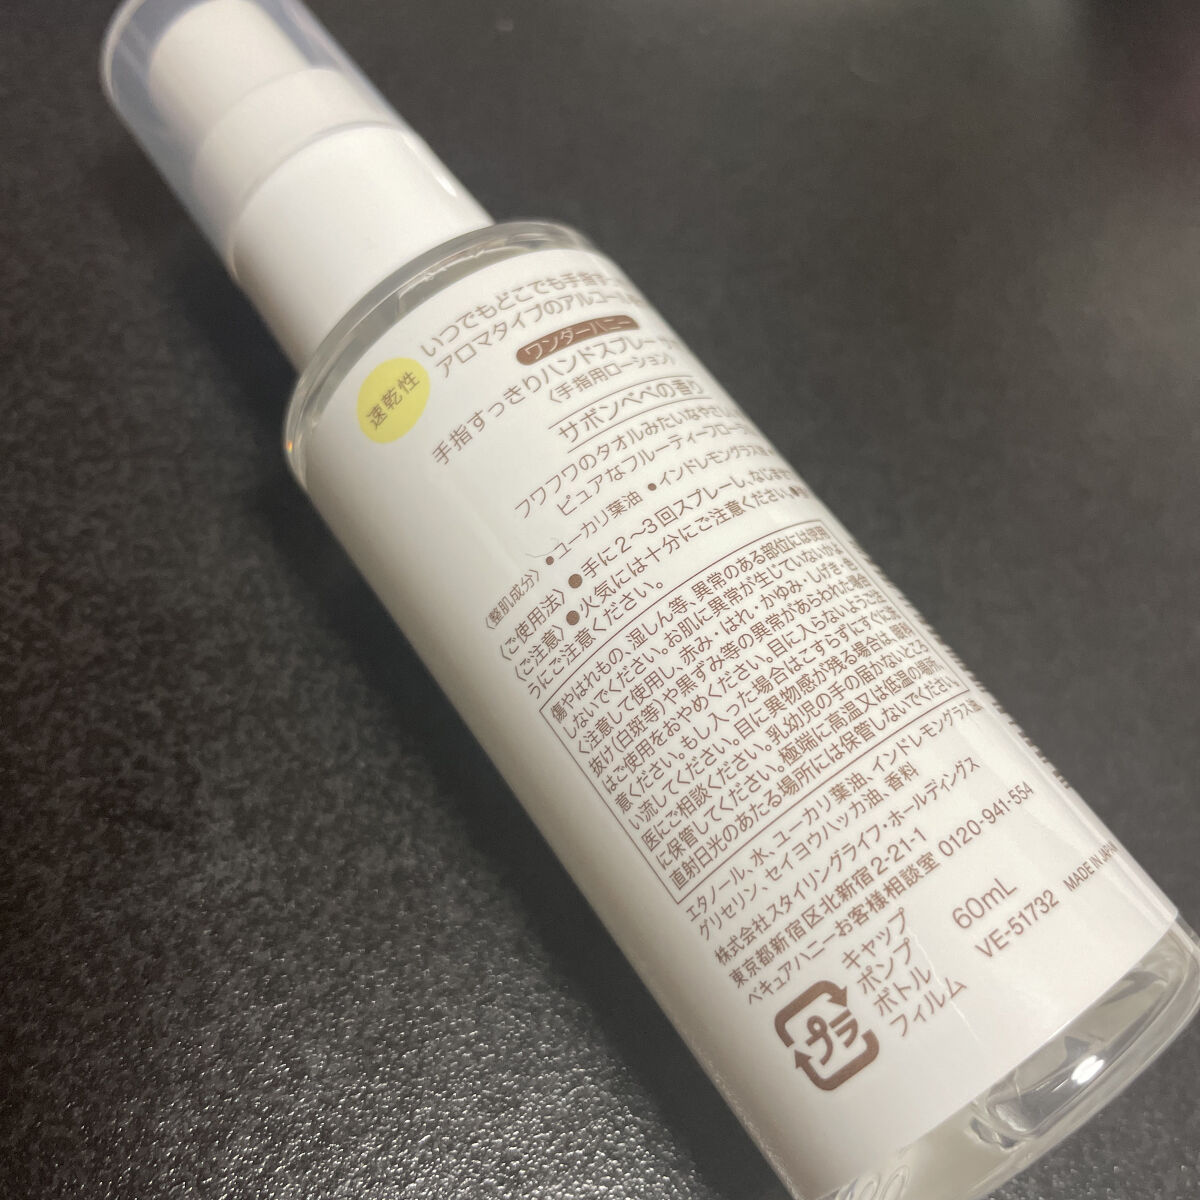 速乾性
いつでもどこでも手指す
アロマタイプのアルコール
ワンダーハニー
手指すっきりハンドスプレー
〈手指用ローション〉
サボンベベの香り
フワフワのタオルみたいなやさし
ピュアなフルーティーフロー
〈整肌成分〉 ●ユーカリ葉油 ●インドレモングラス油
〈ご使用法〉●手に2〜3回スプレーし、なじませ
〈ご注意〉●火気には十分にご注意ください。
うにご注意ください。
傷やはれもの、湿しん等、異常のある部位には使用
しないでください。お肌に異常が生じていないかよ
く注意して使用し、赤み・はれ・かゆみ・しげき・色
抜け(白斑等)や黒ずみ等の異常があらわれた場合
はご使用をおやめください。目に入らないようご注
意ください。もし入った場合はこすらずにすぐに洗
い流してください。目に異物感が残る場合は、眼科
医にご相談ください。乳幼児の手の届かないところ
に保管してください。極端に高温又は低温の場所、
直射日光のあたる場所には保管しないでください。
エタノール、水、ユーカリ葉油、インドレモングラス油、
グリセリン、セイヨウハッカ油、香料
株式会社スタイリングライフ・ホールディングス
東京都新宿区北新宿2-21-1
ベキュアハニーお客様相談室 0120-941-554
プラ
キャップ
ポンプ
ボトル
フィルム
60mL
VE-51732
MADE IN JAPAN